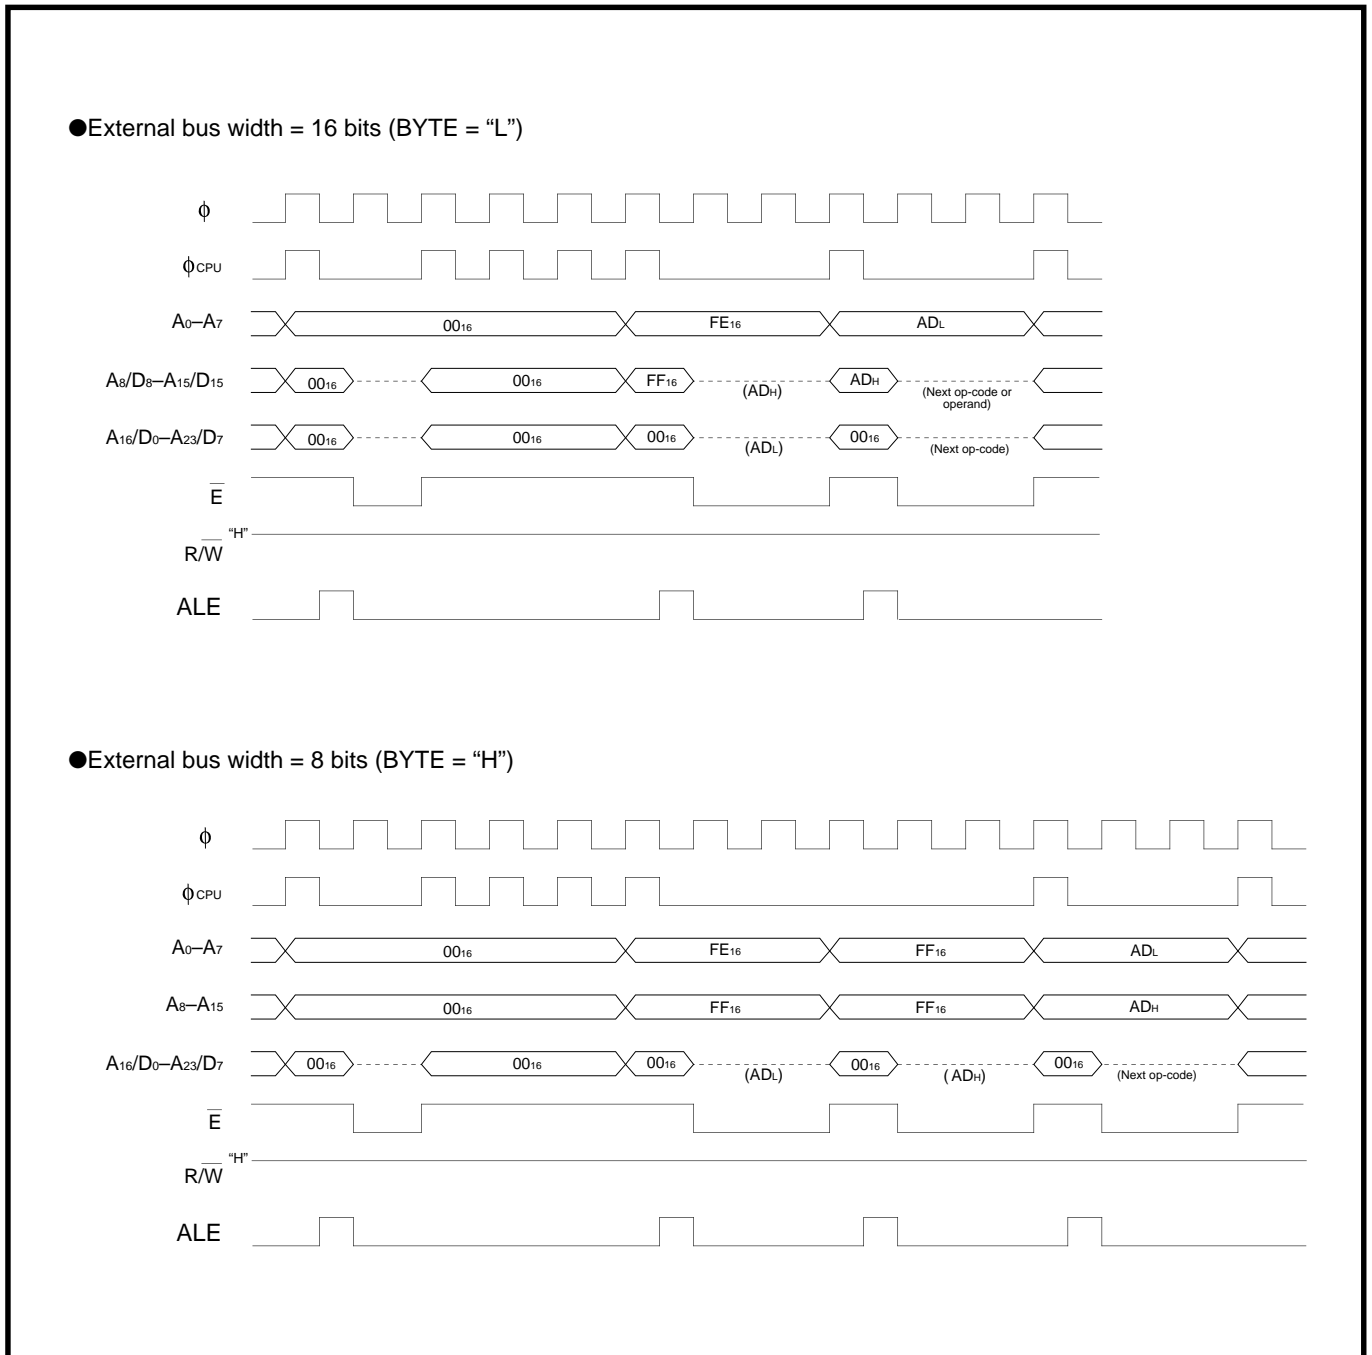 ●External bus width = 16 bits (BYTE = “L”)
ϕ
ϕCPU
A0–A7 0016 FE16 ADL
A8/D8–A15/D15 0016 0016 FF16 (ADH) ADH (Next op-code or operand)
A16/D0–A23/D7 0016 0016 0016 (ADL) 0016 (Next op-code)
E̅
R/W̅ “H”
ALE
●External bus width = 8 bits (BYTE = “H”)
ϕ
ϕCPU
A0–A7 0016 FE16 FF16 ADL
A8–A15 0016 FF16 FF16 ADH
A16/D0–A23/D7 0016 0016 0016 (ADL) 0016 (ADH) 0016 (Next op-code)
E̅
R/W̅ “H”
ALE